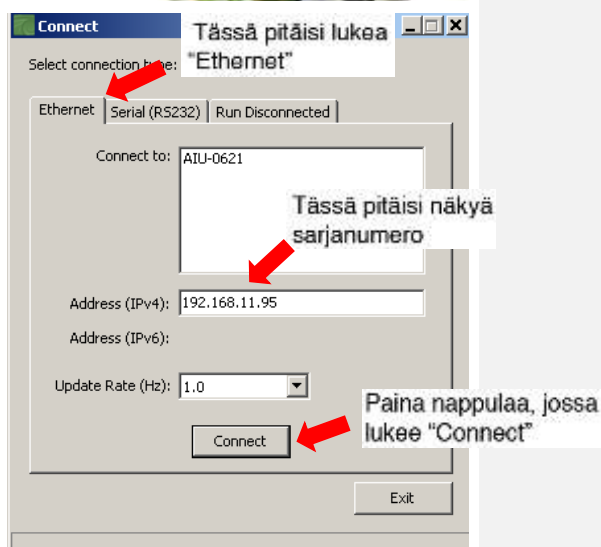 Connect
Tässä pitäisi lukea
"Ethernet"
Select connection type:
Ethernet
Serial (RS232)
Run Disconnected
Connect to:
AIU-0621
Tässä pitäisi näkyä
sarjanumero
Address (IPv4):
192.168.11.95
Address (IPv6):
Update Rate (Hz):
1.0
Paina nappulaa, jossa
lukee "Connect"
Connect
Exit